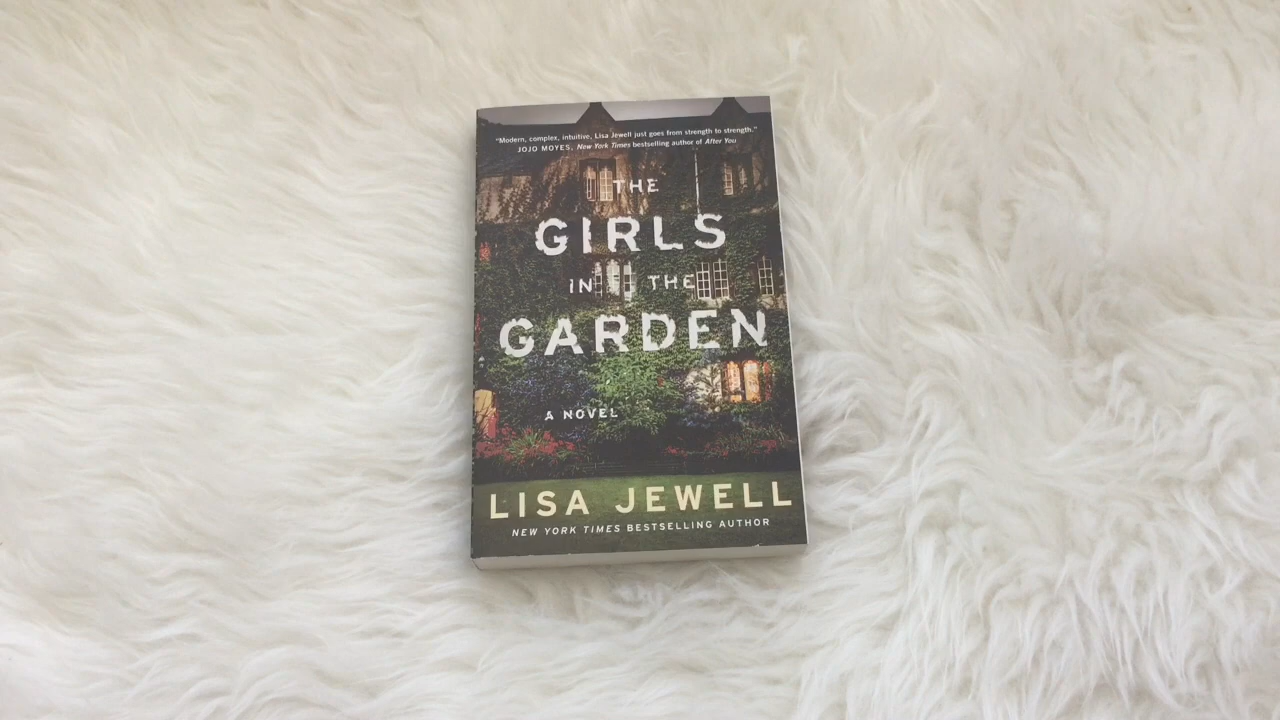 "Modern, complex, intuitive, Lisa Jewell just goes from strength to strength."
JOJO MOYES, New York Times bestselling author of After You
THE
GIRLS
IN THE
GARDEN
A NOVEL
LISA JEWELL
NEW YORK TIMES BESTSELLING AUTHOR